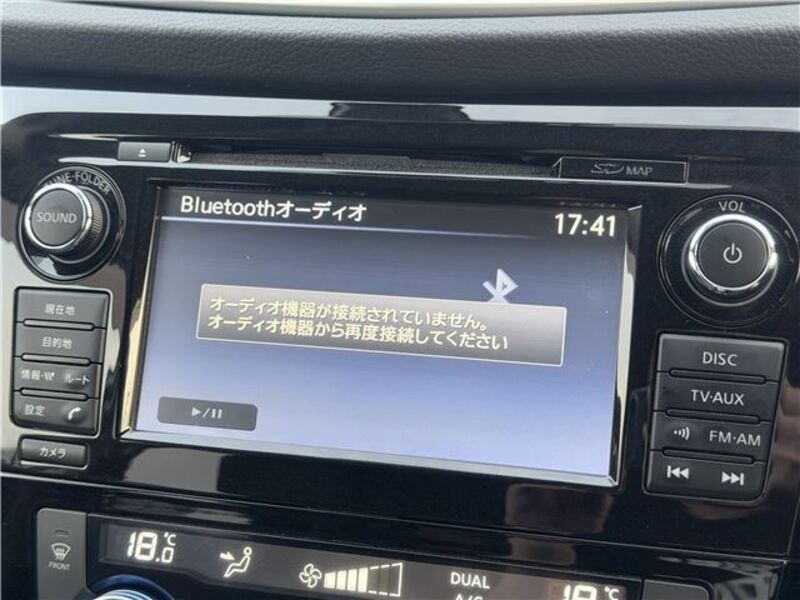 TUNE·FOLDER
SOUND
SD MAP
VOL
Bluetoothオーディオ
17:41
オーディオ機器が接続されていません。
オーディオ機器から再度接続してください
現在地
目的地
情報・ ルート
設定
カメラ
DISC
TV·AUX
FM·AM
FRONT
18.0℃
DUAL
A/C
18℃